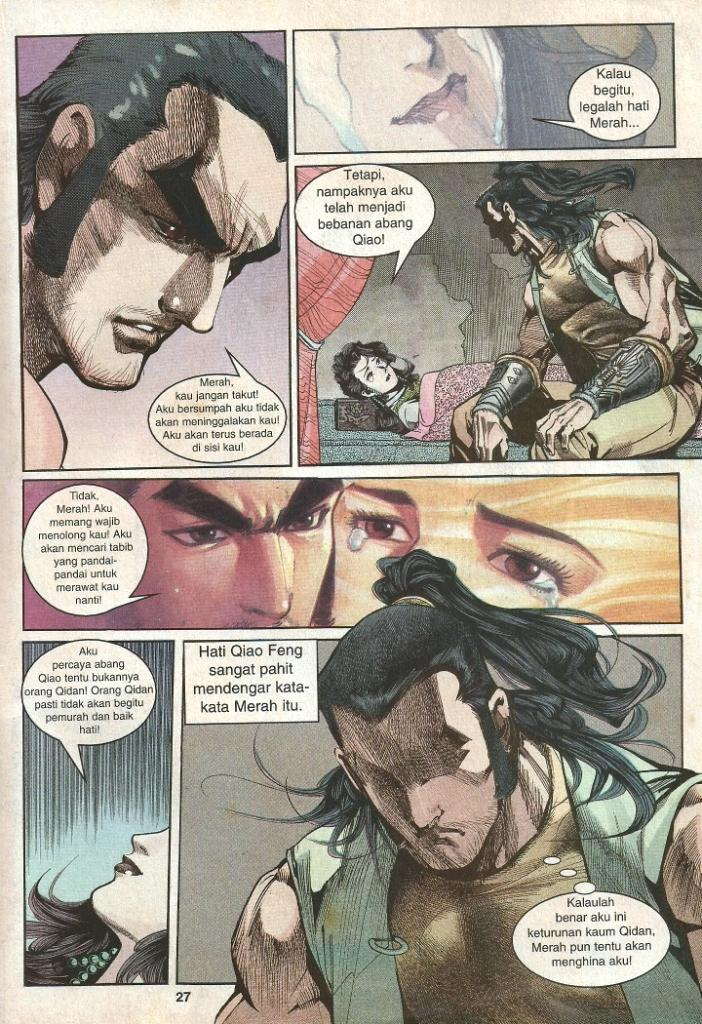 Merah,
kau jangan takut!
Aku bersumpah aku tidak
akan meninggalakan kau!
Aku akan terus berada
di sisi kau!
Kalau
begitu,
legalah hati
Merah...
Tetapi,
nampaknya aku
telah menjadi
bebanan abang
Qiao!
Tidak,
Merah! Aku
memang wajib
menolong kau! Aku
akan mencari tabib
yang pandai-
pandai untuk
merawat kau
nanti!
Aku
percaya abang
Qiao tentu bukannya
orang Qidan! Orang Qidan
pasti tidak akan begitu
pemurah dan baik
hati!
Hati Qiao Feng
sangat pahit
mendengar kata-
kata Merah itu.
Kalaulah
benar aku ini
keturunan kaum Qidan,
Merah pun tentu akan
menghina aku!
27